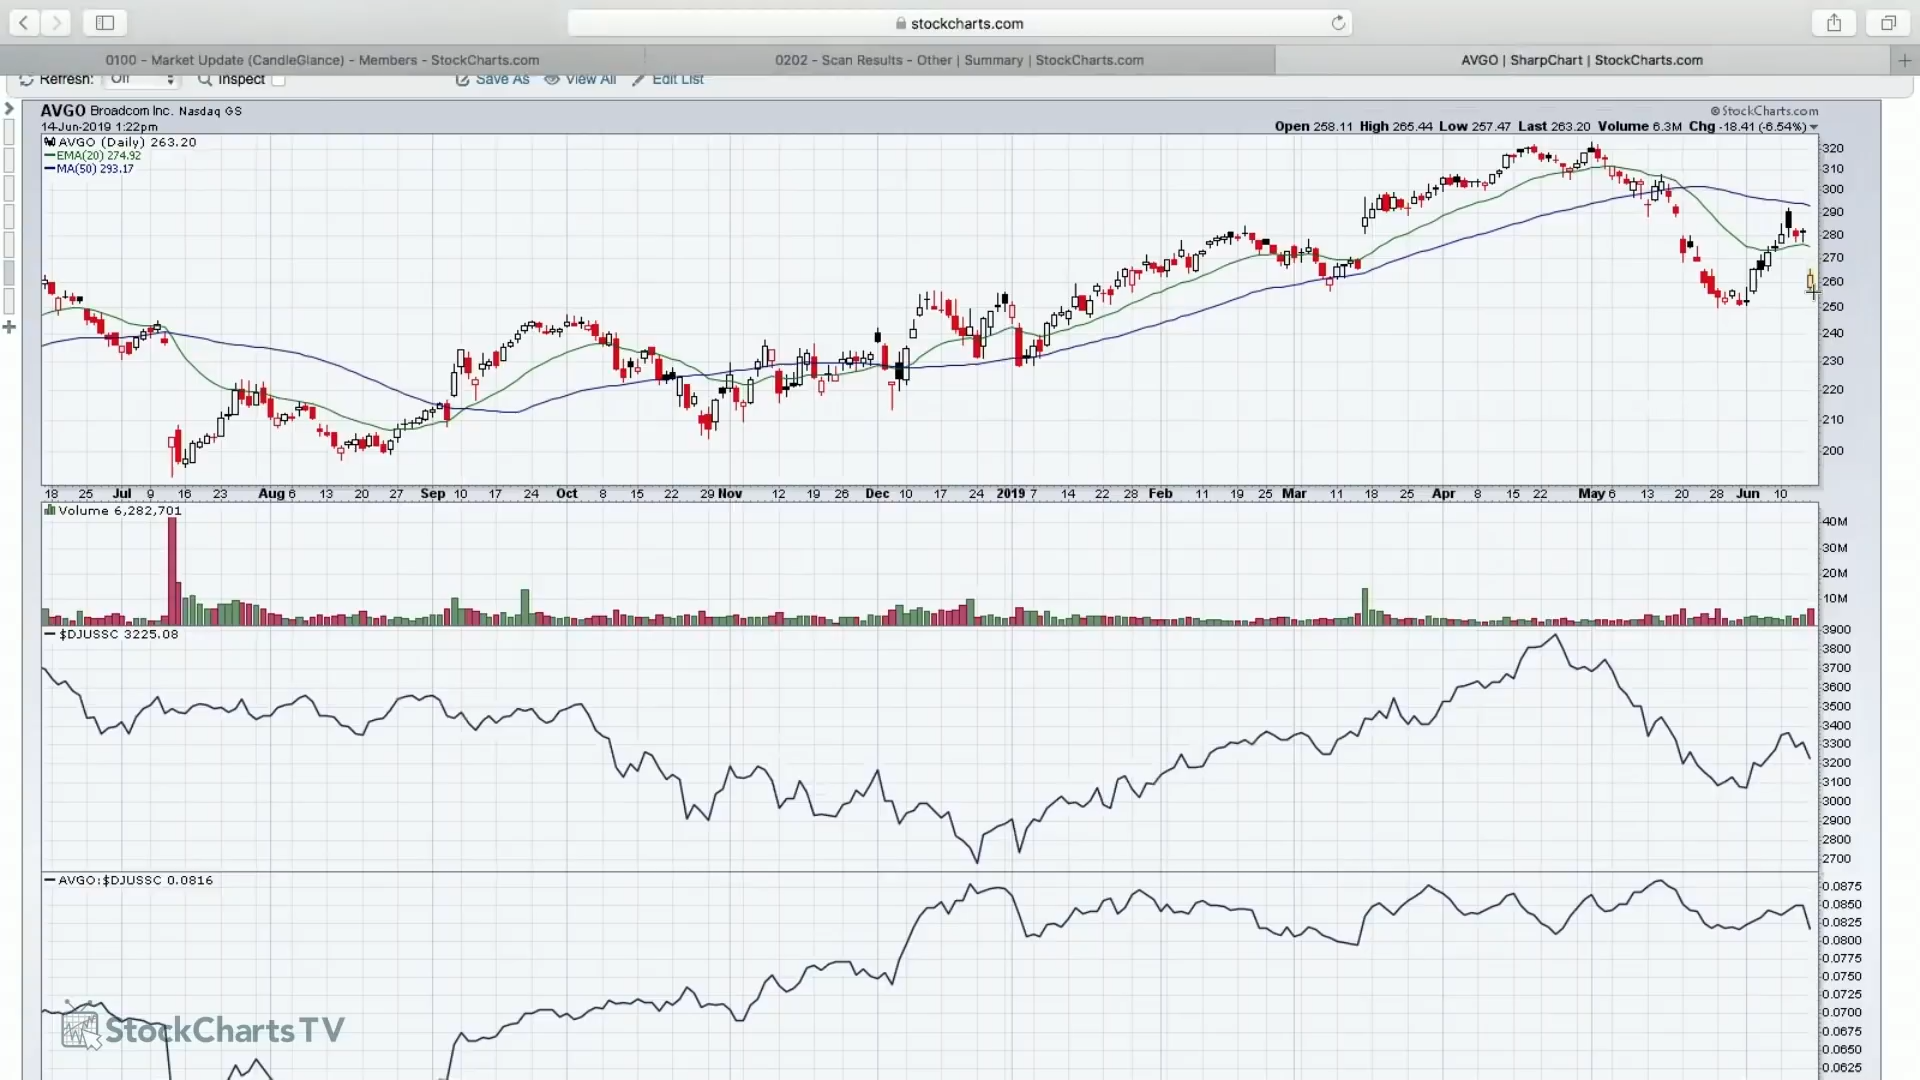 stockcharts.com
0100 - Market Update (CandleGlance) - Members - StockCharts.com
0202 - Scan Results - Other | Summary | StockCharts.com
AVGO | SharpChart | StockCharts.com
Refresh: Off Inspect Save As View All Edit List
AVGO Broadcom Inc. Nasdaq GS
© StockCharts.com
14-Jun-2019 1:22pm
Open 258.11 High 265.44 Low 257.47 Last 263.20 Volume 6.3M Chg -18.41 (-6.54%)
AVGO (Daily) 263.20
EMA(20) 274.92
MA(50) 293.17
320
310
300
290
280
270
260
250
240
230
220
210
200
18 25 Jul 9 16 23 Aug 6 13 20 27 Sep 10 17 24 Oct 8 15 22 29 Nov 12 19 26 Dec 10 17 24 2019 7 14 22 28 Feb 11 19 25 Mar 11 18 25 Apr 8 15 22 May 6 13 20 28 Jun 10
Volume 6,282,701
40M
30M
20M
10M
$DJUSSC 3225.08
3900
3800
3700
3600
3500
3400
3300
3200
3100
3000
2900
2800
2700
AVGO:$DJUSSC 0.0816
0.0875
0.0850
0.0825
0.0800
0.0775
0.0750
0.0725
0.0700
0.0675
0.0650
0.0625
StockCharts TV